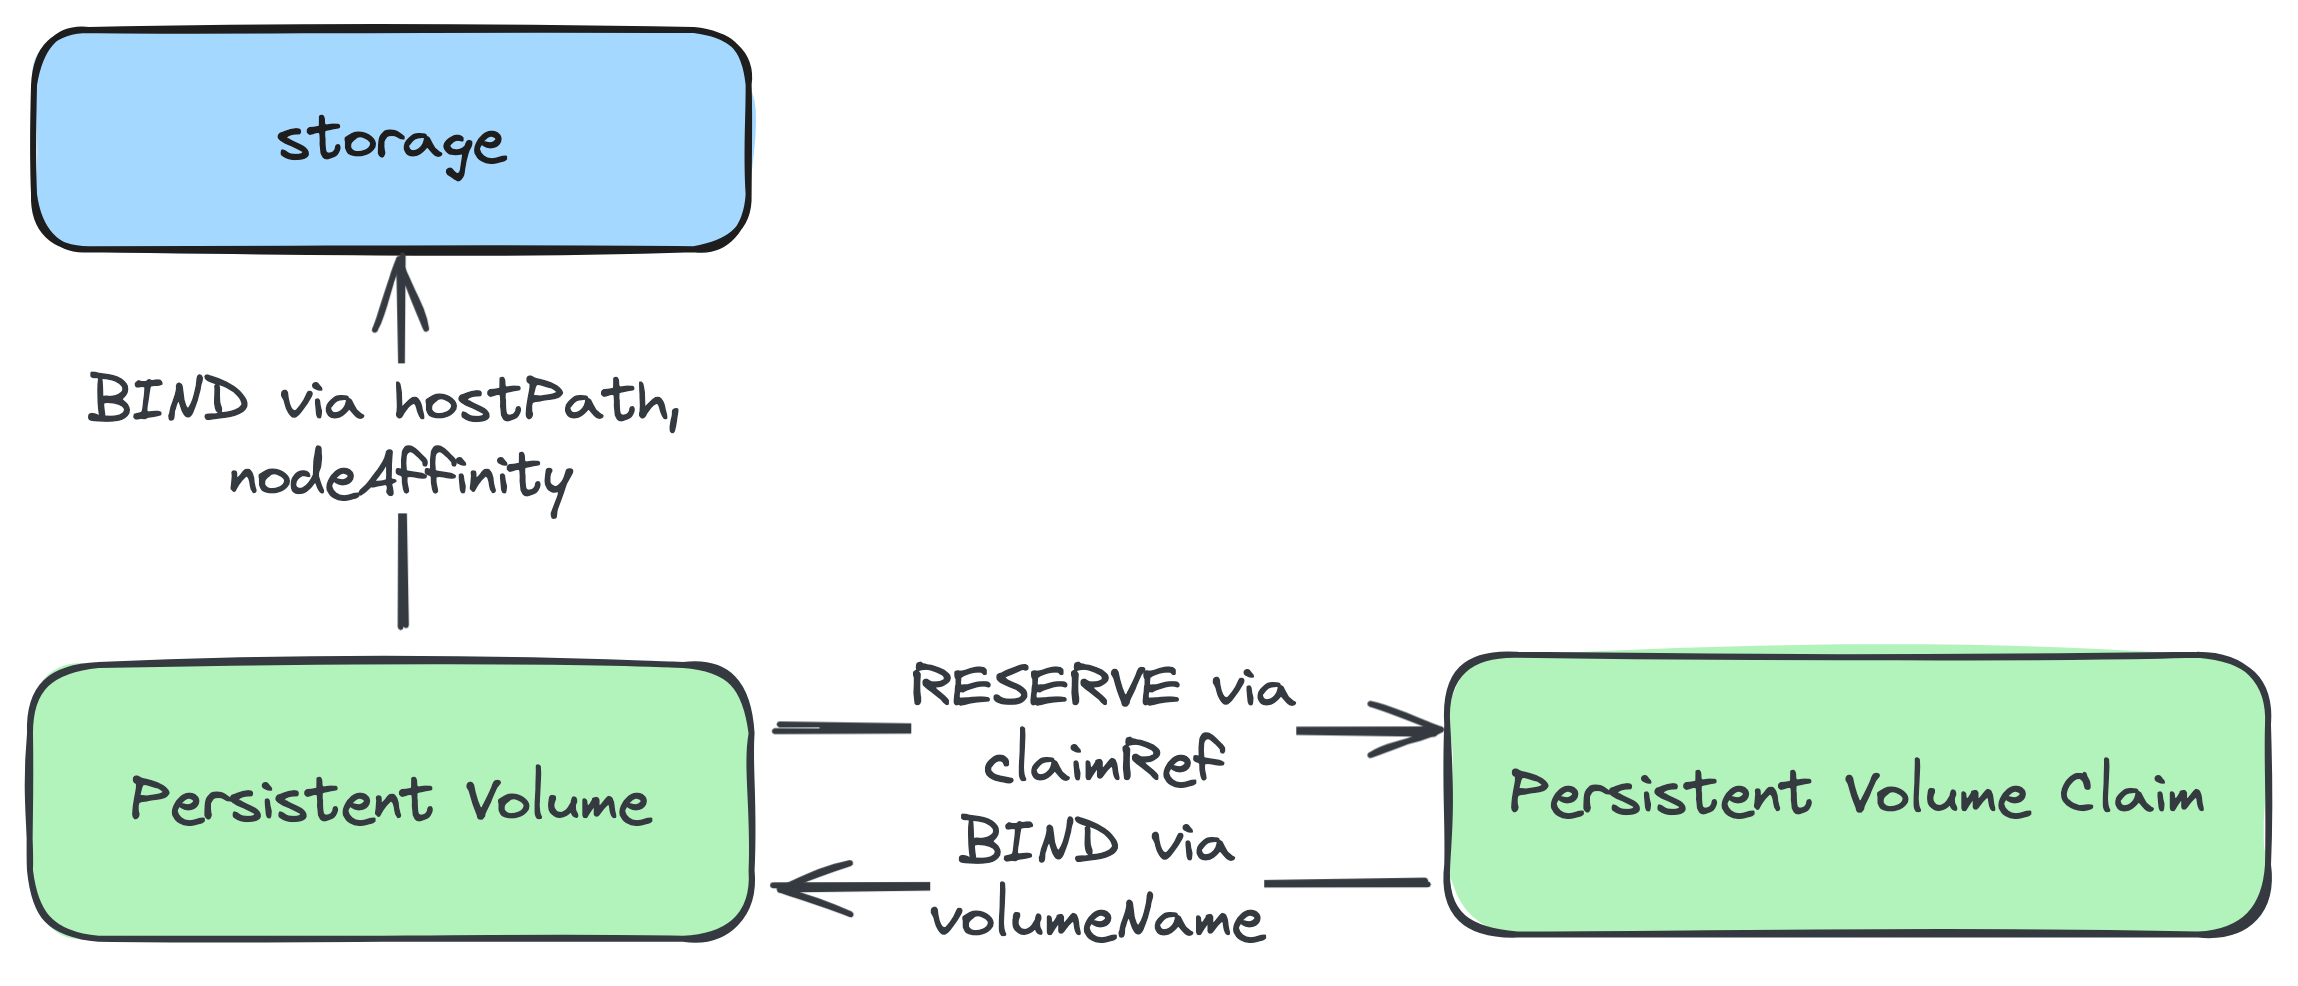 storage
BIND via hostPath,
nodeAffinity
Persistent Volume
RESERVE via
claimRef
BIND via
volumeName
Persistent Volume Claim